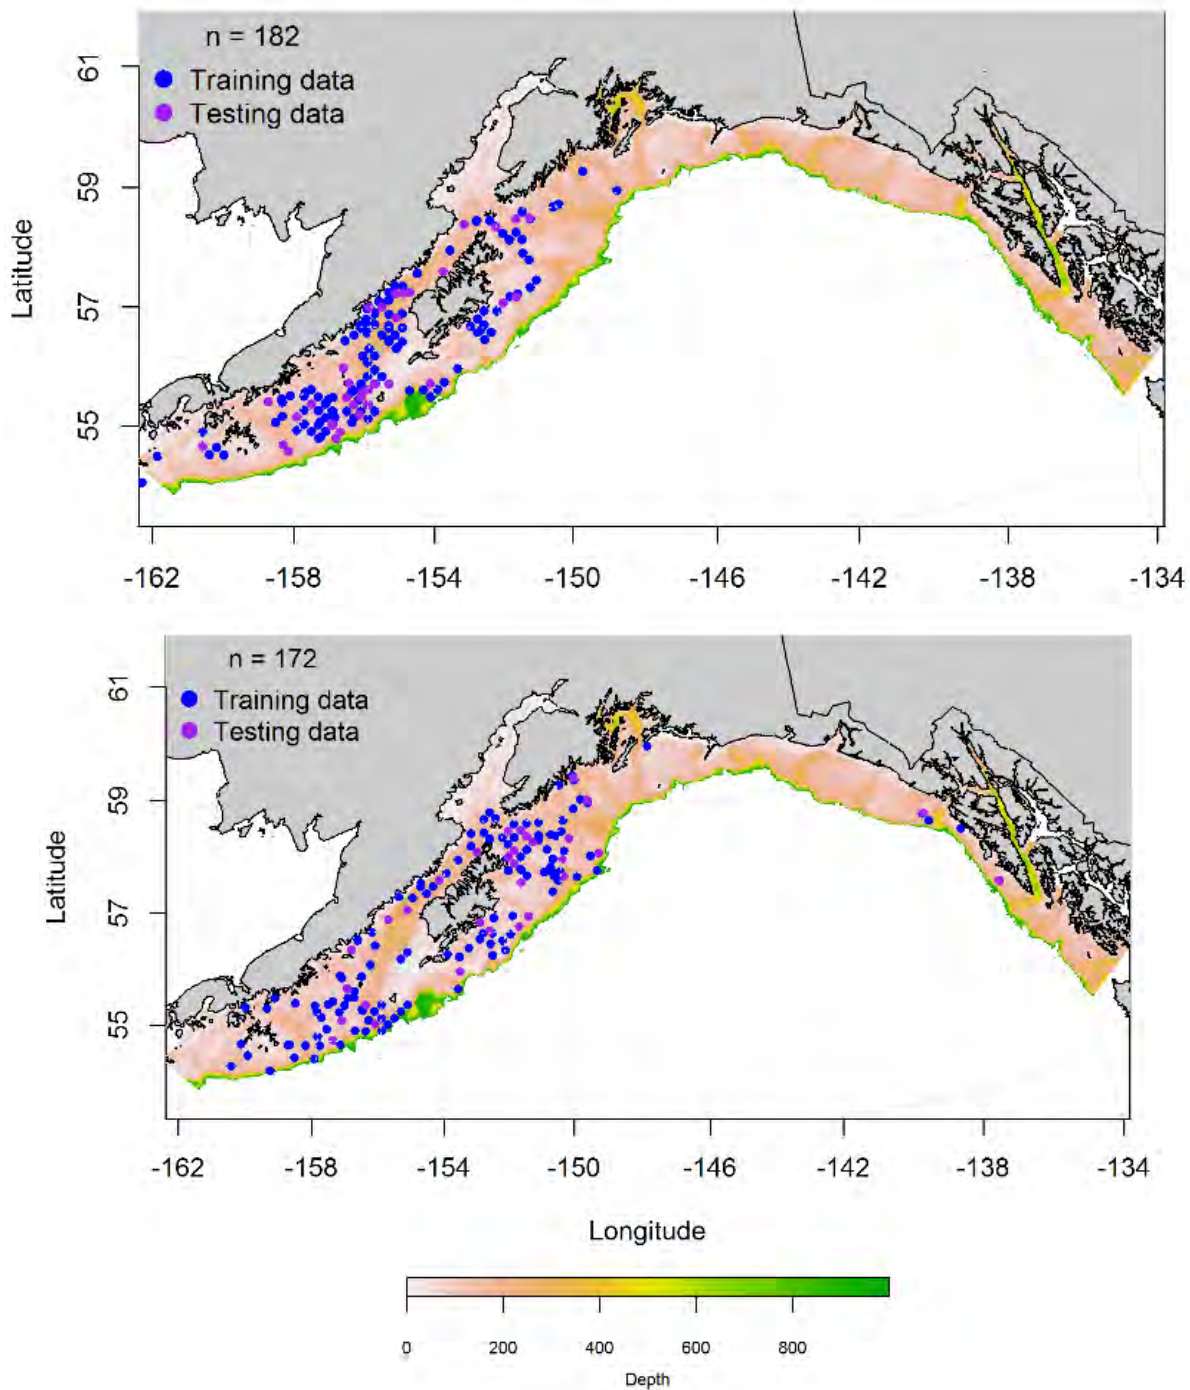 n = 182
Training data
Testing data
61
59
57
55
Latitude
-162 -158 -154 -150 -146 -142 -138 -134
n = 172
Training data
Testing data
61
59
57
55
Latitude
-162 -158 -154 -150 -146 -142 -138 -134
Longitude
0 200 400 600 800
Depth